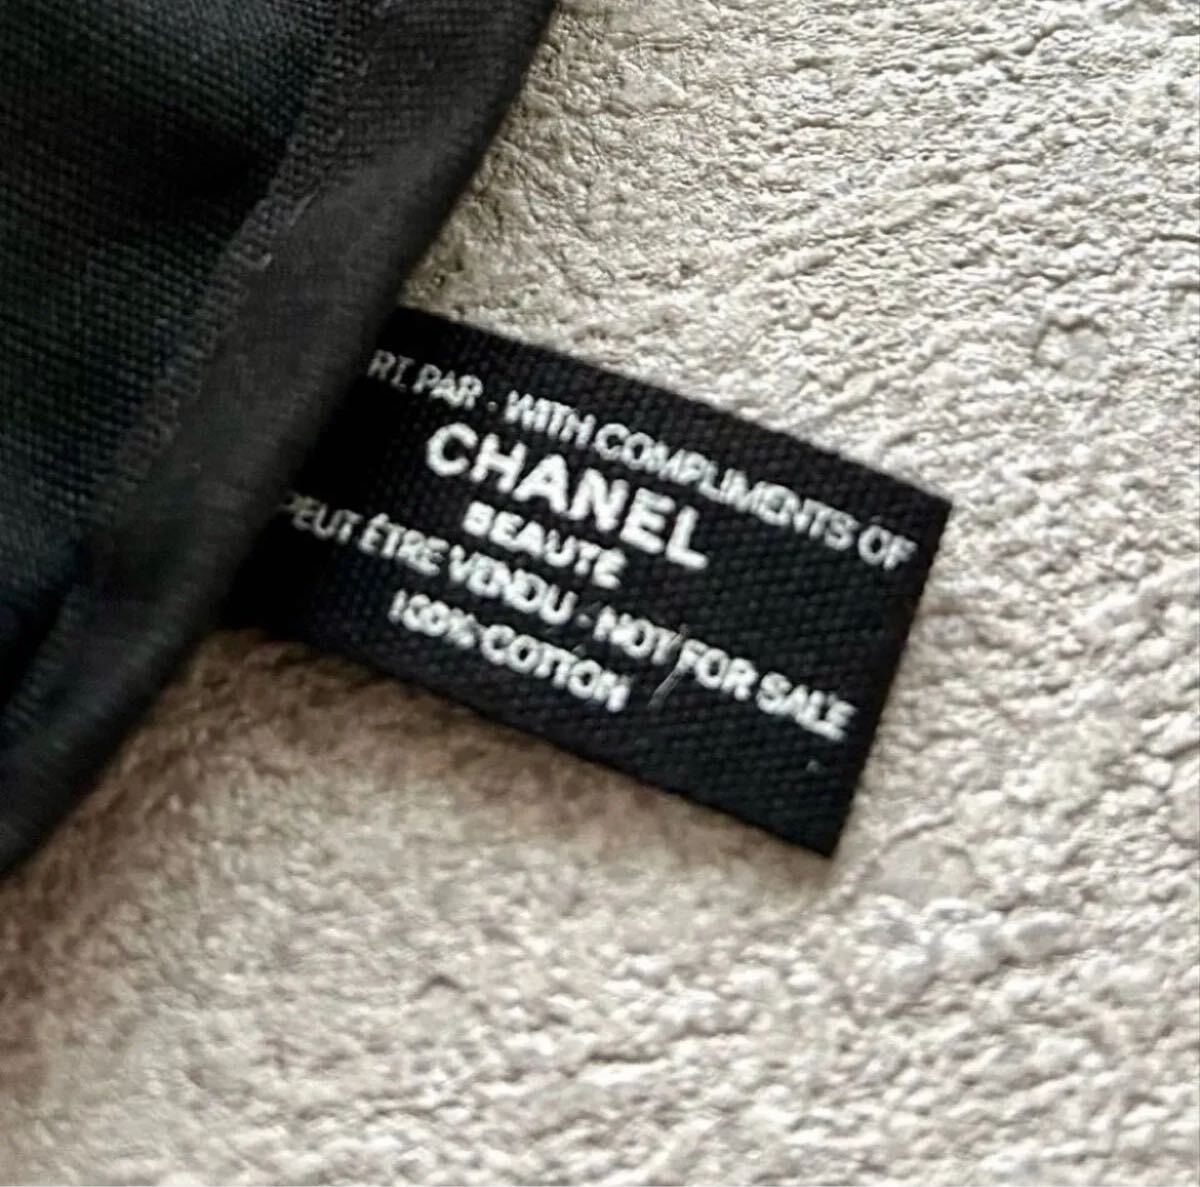 RT PAR - WITH COMPLIMENTS OF
CHANEL
BEAUTÉ
PEUT ÊTRE VENDU - NOT FOR SALE
100% COTTON